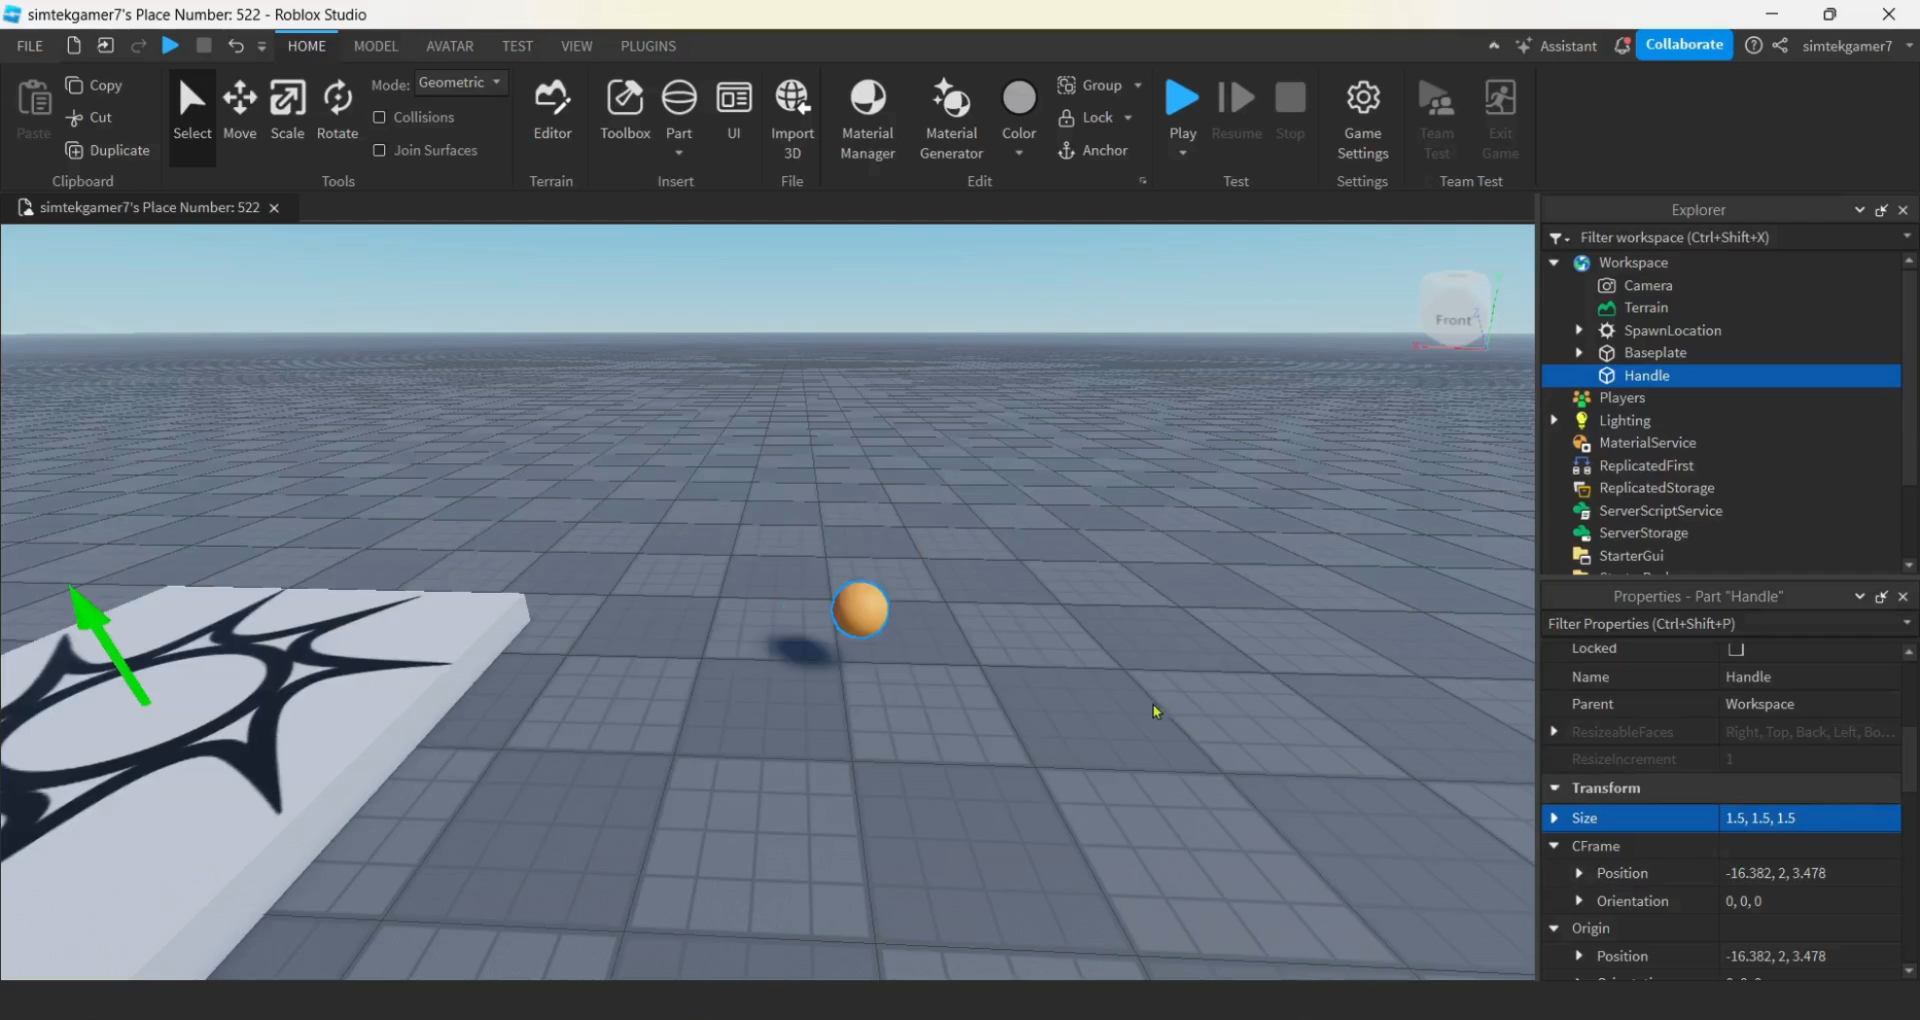 simtekgamer7's Place Number: 522 - Roblox Studio
FILE HOME MODEL AVATAR TEST VIEW PLUGINS Assistant Collaborate simtekgamer7
Paste Copy Cut Duplicate
Clipboard
Select Move Scale Rotate
Mode: Geometric
Collisions
Join Surfaces
Tools
Editor
Terrain
Toolbox Part UI
Insert
Import 3D
File
Material Manager
Material Generator
Color
Group
Lock
Anchor
Edit
Play Resume Stop
Test
Game Settings
Settings
Team Test
Exit Game
Team Test
simtekgamer7's Place Number: 522
Front
Z
Explorer
Filter workspace (Ctrl+Shift+X)
Workspace
Camera
Terrain
SpawnLocation
Baseplate
Handle
Players
Lighting
MaterialService
ReplicatedFirst
ReplicatedStorage
ServerScriptService
ServerStorage
StarterGui
Properties - Part "Handle"
Filter Properties (Ctrl+Shift+P)
Locked
Name Handle
Parent Workspace
ResizeableFaces Right, Top, Back, Left, Bo...
ResizeIncrement 1
Transform
Size 1.5, 1.5, 1.5
CFrame
Position -16.382, 2, 3.478
Orientation 0, 0, 0
Origin
Position -16.382, 2, 3.478